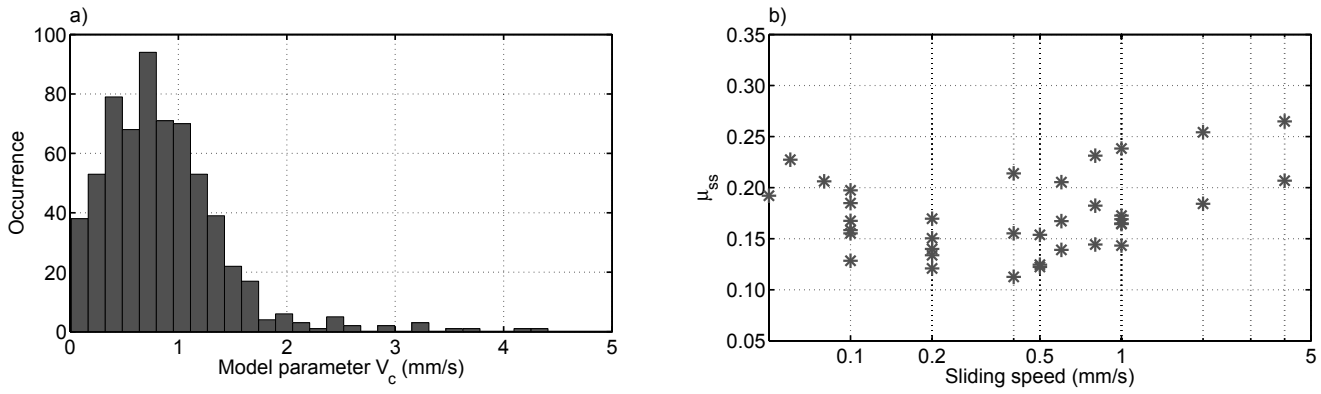 a)
100
80
60
40
20
0
Occurrence
0 1 2 3 4 5
Model parameter V_c (mm/s)
b)
0.35
0.30
0.25
0.20
0.15
0.10
0.05
μ_ss
0.1 0.2 0.5 1 5
Sliding speed (mm/s)